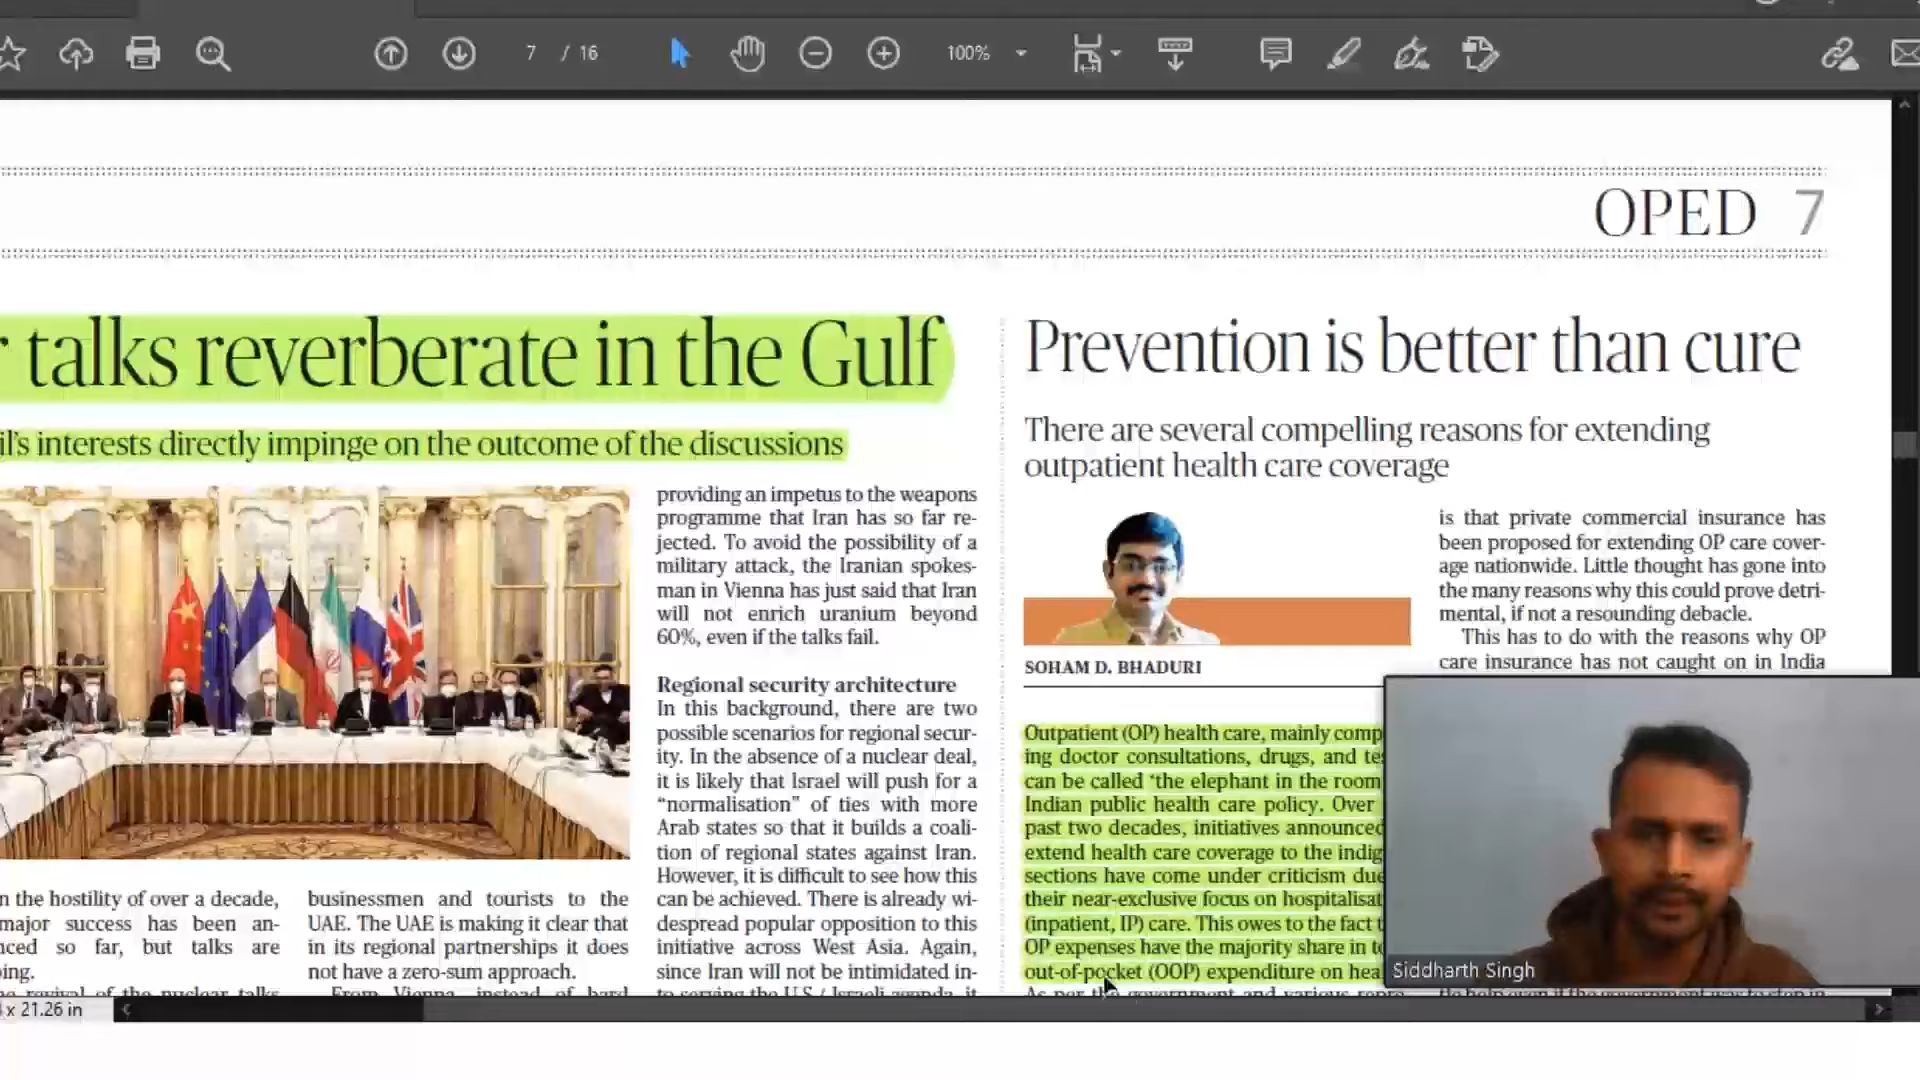 7 / 16
100%
OPED 7
talks reverberate in the Gulf
interests directly impinge on the outcome of the discussions
n the hostility of over a decade,
major success has been an-
so far, but talks are
businessmen and tourists to the
UAE. The UAE is making it clear that
in its regional partnerships it does
not have a zero-sum approach.
providing an impetus to the weapons
programme that Iran has so far re-
jected. To avoid the possibility of a
military attack, the Iranian spokes-
man in Vienna has just said that Iran
will not enrich uranium beyond
60%, even if the talks fail.
Regional security architecture
In this background, there are two
possible scenarios for regional secur-
ity. In the absence of a nuclear deal,
it is likely that Israel will push for a
“normalisation” of ties with more
Arab states so that it builds a coali-
tion of regional states against Iran.
However, it is difficult to see how this
can be achieved. There is already wi-
despread popular opposition to this
initiative across West Asia. Again,
since Iran will not be intimidated in-
Prevention is better than cure
There are several compelling reasons for extending
outpatient health care coverage
SOHAM D. BHADURI
Outpatient (OP) health care, mainly comp
ing doctor consultations, drugs, and te
can be called ‘the elephant in the room
Indian public health care policy. Over
past two decades, initiatives announced
extend health care coverage to the indig
sections have come under criticism due
their near-exclusive focus on hospitalisat
(inpatient, IP) care. This owes to the fact t
OP expenses have the majority share in to
out-of-pocket (OOP) expenditure on hea
is that private commercial insurance has
been proposed for extending OP care cover-
age nationwide. Little thought has gone into
the many reasons why this could prove detri-
mental, if not a resounding debacle.
This has to do with the reasons why OP
care insurance has not caught on in India
Siddharth Singh
x 21.26 in